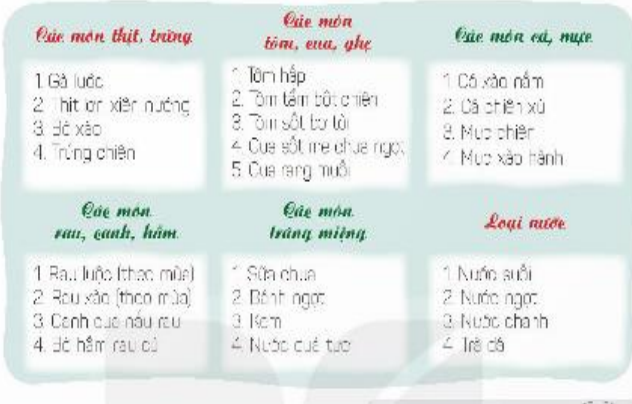 Các món thịt, trứng
1. Gà luộc
2. Thịt lợn xiên nướng
3. Bò xào
4. Trứng chiên
Các món
tôm, cua, ghẹ
1. Tôm hấp
2. Tôm tẩm bột chiên
3. Tôm sốt bơ tỏi
4. Cua sốt me chua ngọt
5. Cua rang muối
Các món cá, mực
1. Cá xào nấm
2. Cá chiên xù
3. Mực chiên
4. Mực xào hành
Các món
rau, canh, hầm
1. Rau luộc (theo mùa)
2. Rau xào (theo mùa)
3. Canh cua nấu rau
4. Bò hầm rau củ
Các món
tráng miệng
1. Sữa chua
2. Bánh ngọt
3. Kem
4. Nước quả tươi
Loại nước
1. Nước suối
2. Nước ngọt
3. Nước chanh
4. Trà đá